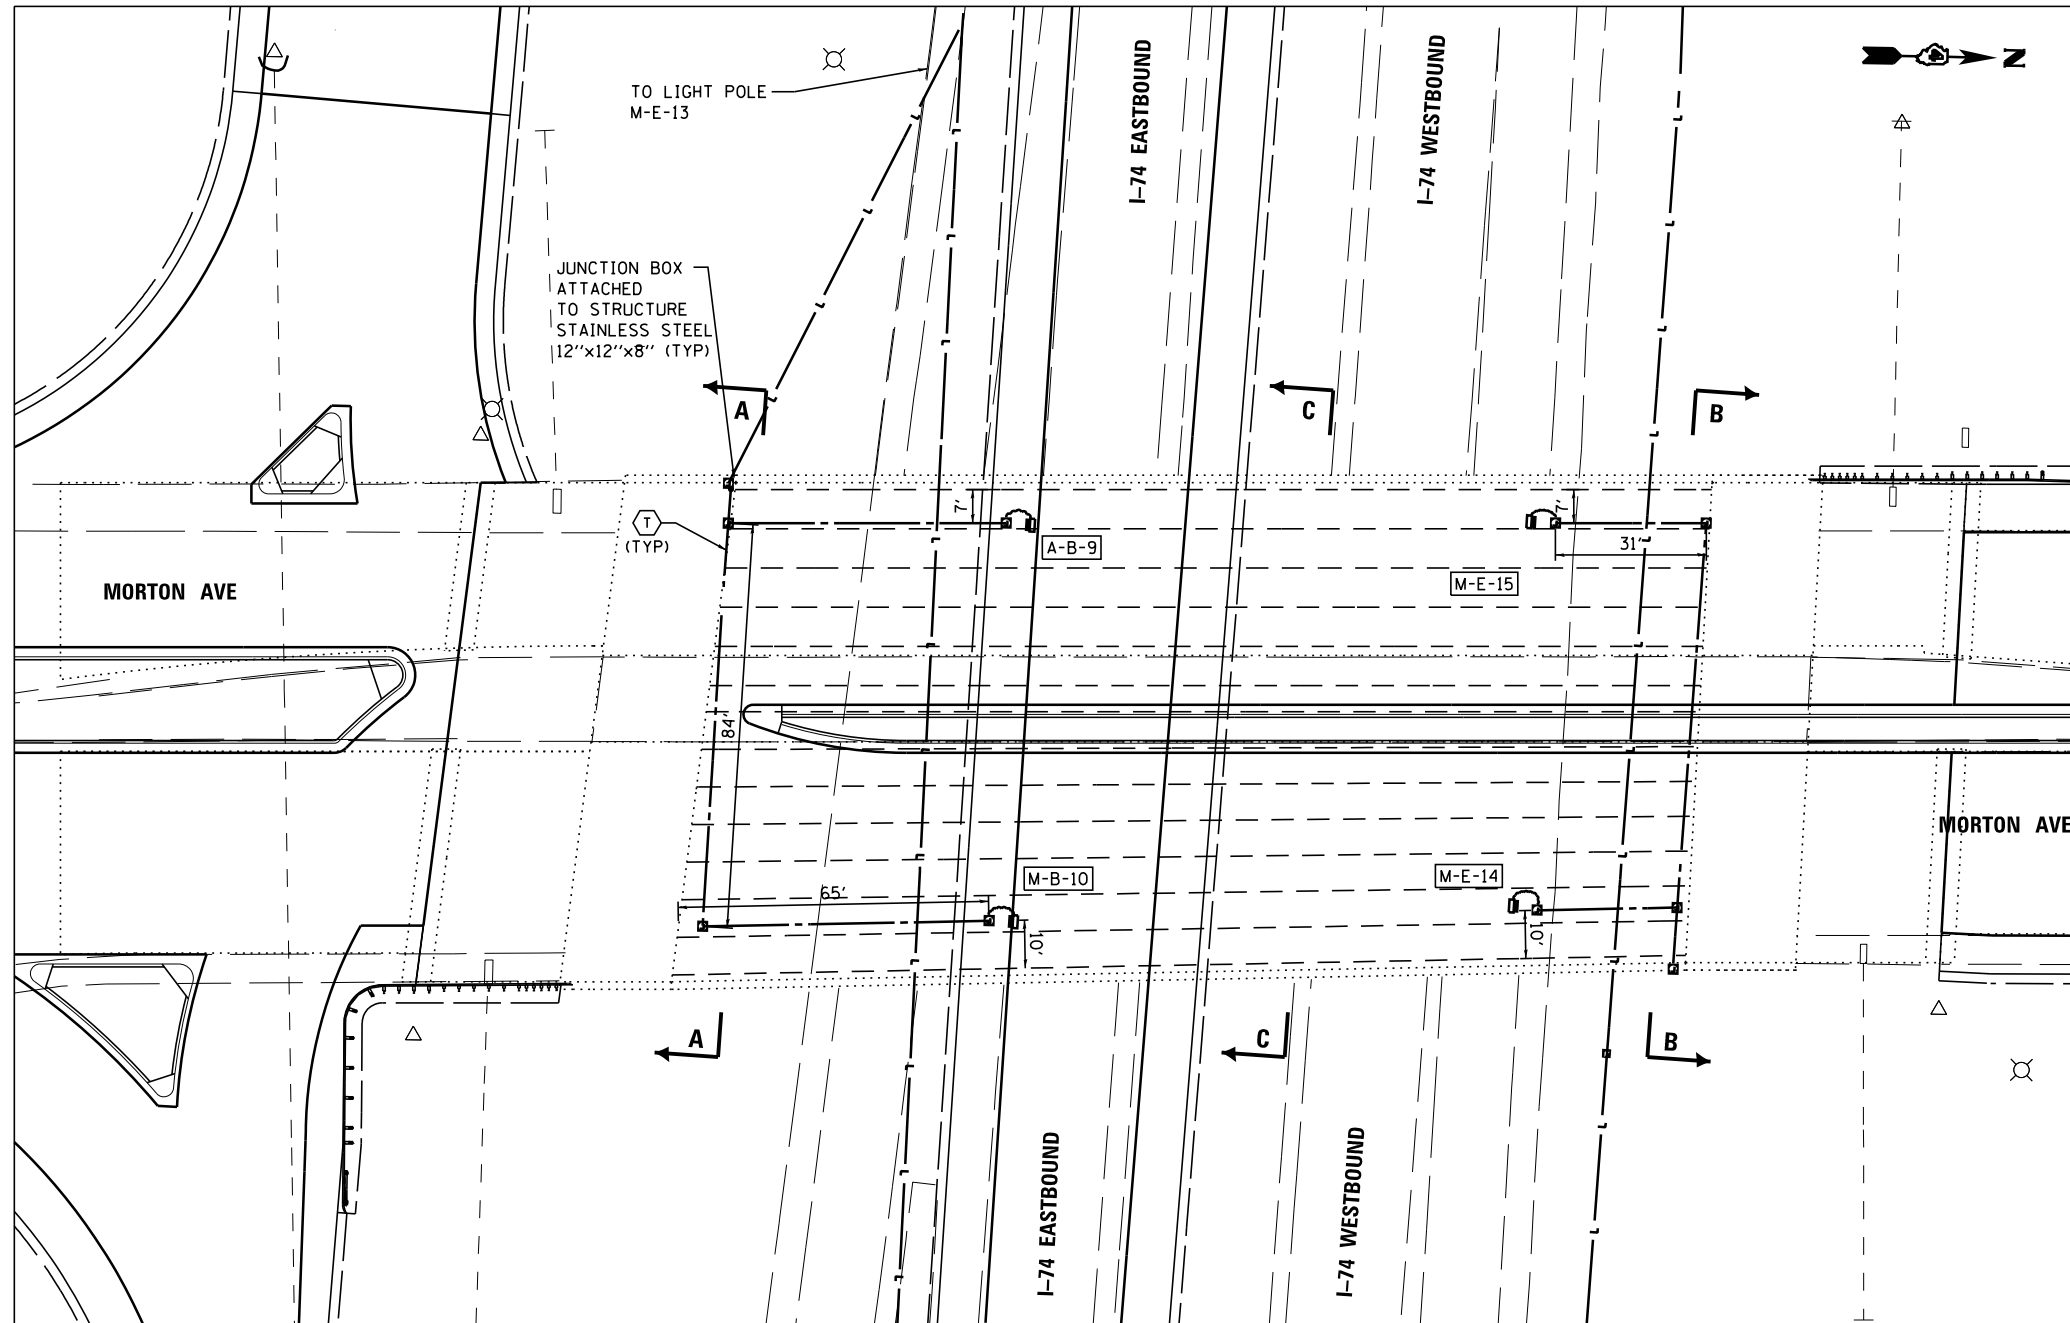 N
TO LIGHT POLE
M-E-13
I-74 EASTBOUND
I-74 WESTBOUND
JUNCTION BOX
ATTACHED
TO STRUCTURE
STAINLESS STEEL
12''x12''x8'' (TYP)
A
C
B
7'
7'
T
(TYP)
A-B-9
31'
M-E-15
MORTON AVE
84'
MORTON AVE
M-B-10
M-E-14
65'
10'
10'
A
C
B
I-74 EASTBOUND
I-74 WESTBOUND